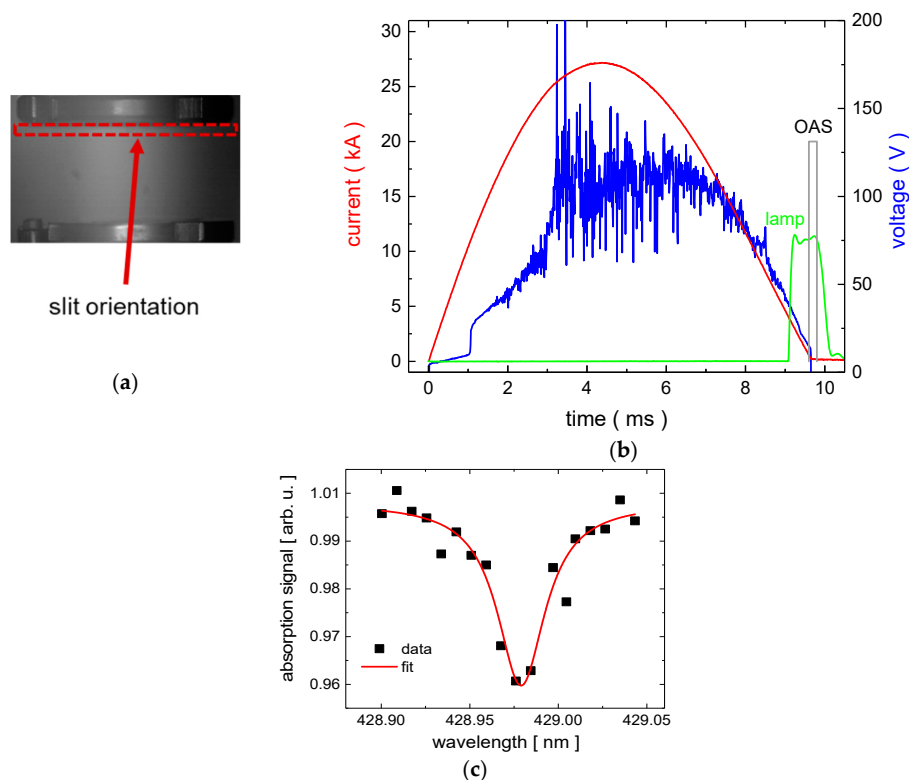 slit orientation
(a)
30
25
20
15
10
5
0
current ( kA )
200
150
100
50
0
voltage ( V )
OAS
lamp
0 2 4 6 8 10
time ( ms )
(b)
1.01
0.99
0.98
0.97
0.96
absorption signal [ arb. u. ]
data
fit
428.90 428.95 429.00 429.05
wavelength [ nm ]
(c)